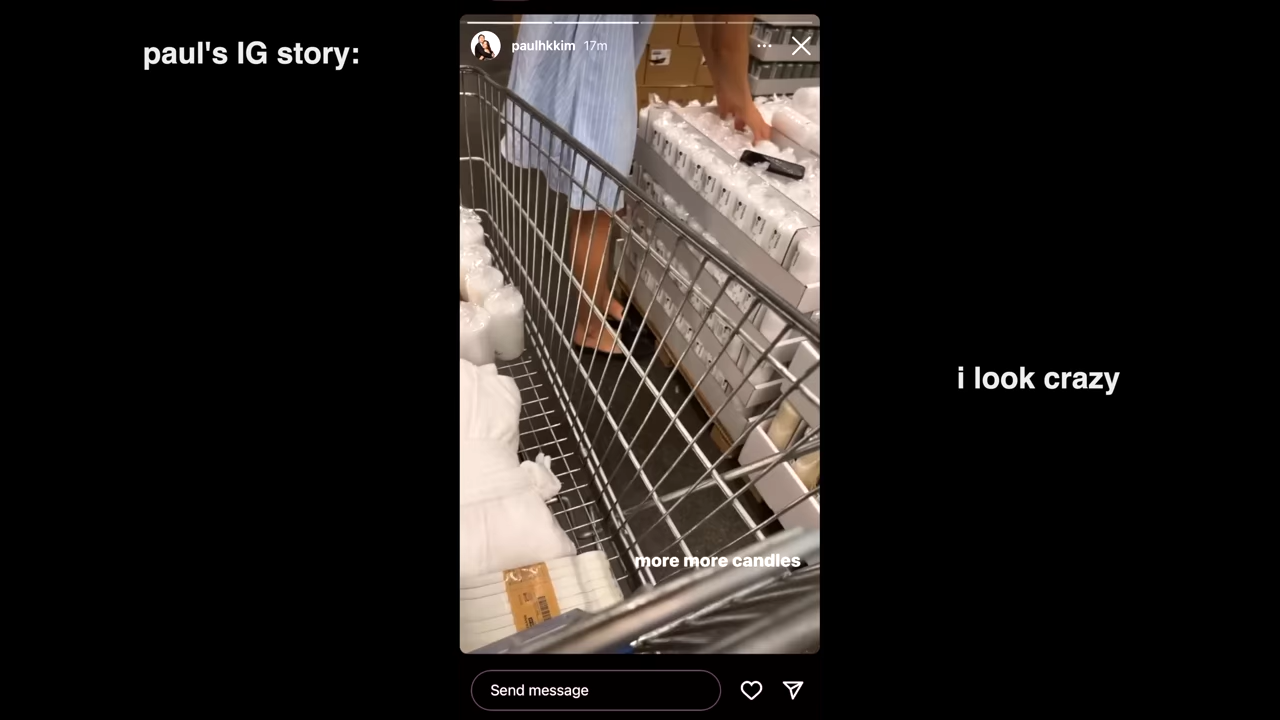 paul's IG story:
paulhkkim 17m
i look crazy
more more candles
Send message